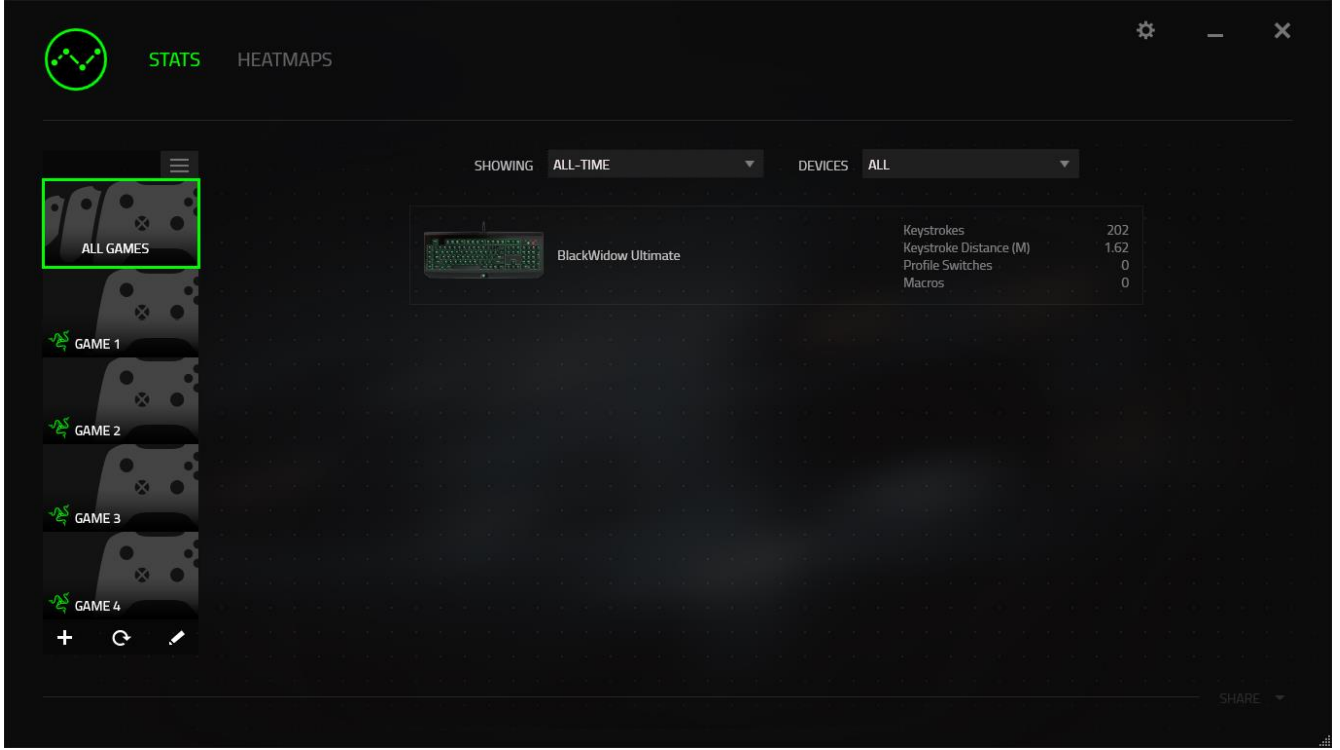 STATS HEATMAPS
SHOWING ALL-TIME DEVICES ALL
ALL GAMES
GAME 1
GAME 2
GAME 3
GAME 4
BlackWidow Ultimate
Keystrokes 202
Keystroke Distance (M) 1.62
Profile Switches 0
Macros 0
SHARE